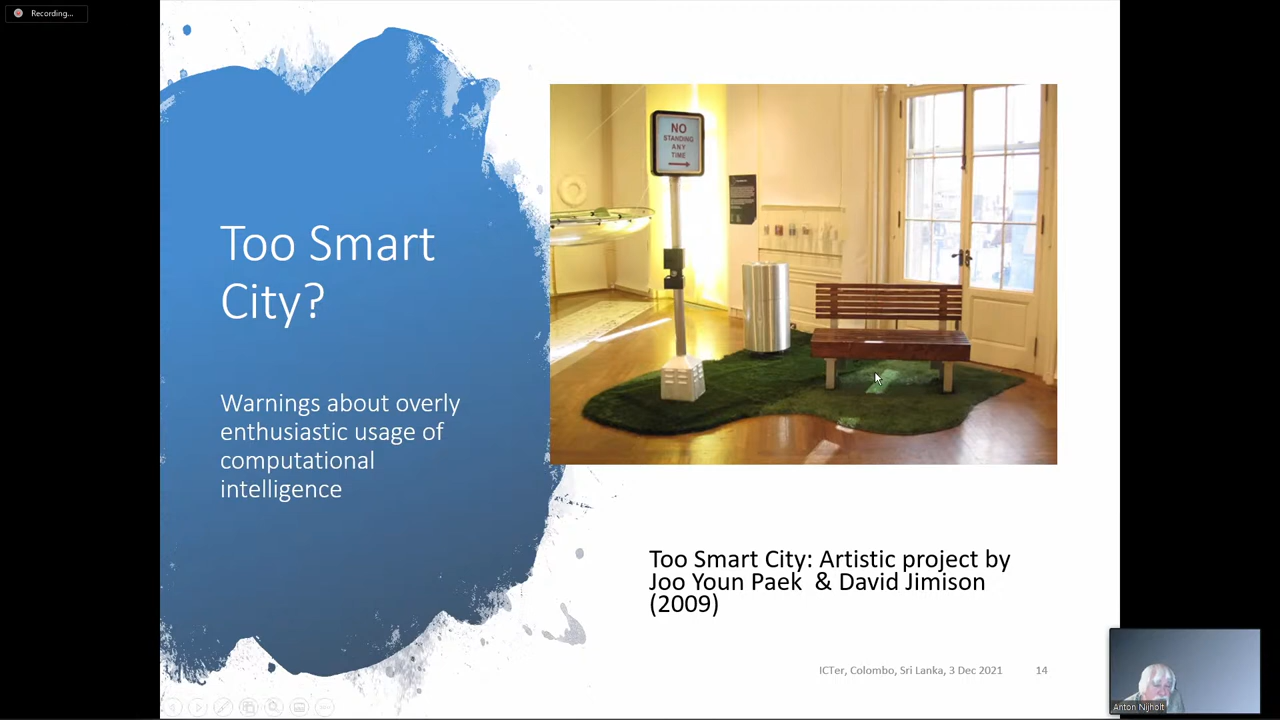 Recording...
Too Smart
City?
Warnings about overly
enthusiastic usage of
computational
intelligence
NO
STANDING
ANY
TIME
Too Smart City: Artistic project by
Joo Youn Paek & David Jimison
(2009)
ICTer, Colombo, Sri Lanka, 3 Dec 2021 14
Anton Nijholt